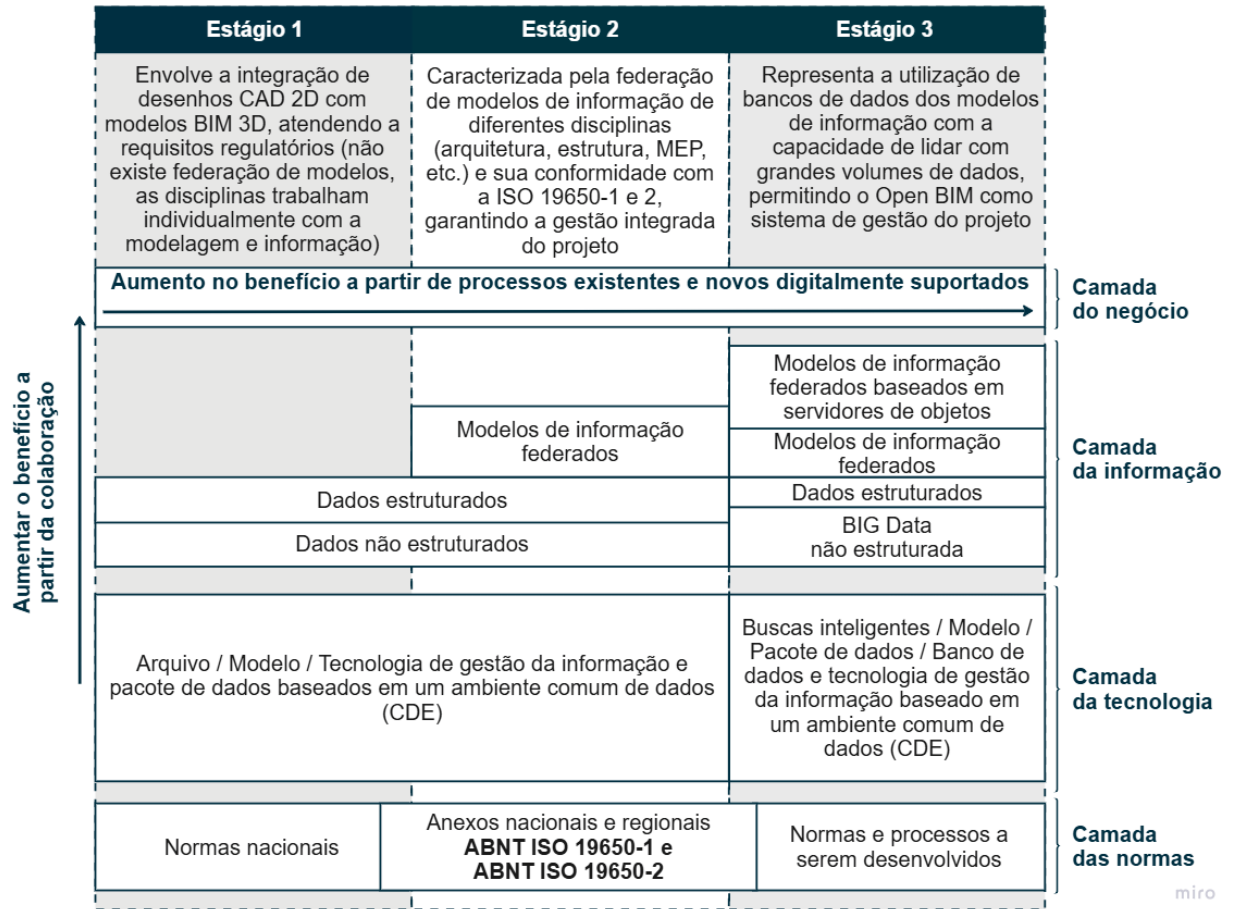 Estágio 1
Estágio 2
Estágio 3
Envolve a integração de
desenhos CAD 2D com
modelos BIM 3D, atendendo a
requisitos regulatórios (não
existe federação de modelos,
as disciplinas trabalham
individualmente com a
modelagem e informação)
Caracterizada pela federação
de modelos de informação de
diferentes disciplinas
(arquitetura, estrutura, MEP,
etc.) e sua conformidade com
a ISO 19650-1 e 2,
garantindo a gestão integrada
do projeto
Representa a utilização de
bancos de dados dos modelos
de informação com a
capacidade de lidar com
grandes volumes de dados,
permitindo o Open BIM como
sistema de gestão do projeto
Aumento no benefício a partir de processos existentes e novos digitalmente suportados
Camada
do negócio
Aumentar o benefício a
partir da colaboração
Modelos de informação
federados
Modelos de informação
federados baseados em
servidores de objetos
Modelos de informação
federados
Dados estruturados
Dados estruturados
Dados não estruturados
BIG Data
não estruturada
Camada
da informação
Arquivo / Modelo / Tecnologia de gestão da informação e
pacote de dados baseados em um ambiente comum de dados
(CDE)
Buscas inteligentes / Modelo /
Pacote de dados / Banco de
dados e tecnologia de gestão
da informação baseado em
um ambiente comum de
dados (CDE)
Camada
da tecnologia
Normas nacionais
Anexos nacionais e regionais
ABNT ISO 19650-1 e
ABNT ISO 19650-2
Normas e processos a
serem desenvolvidos
Camada
das normas
miro